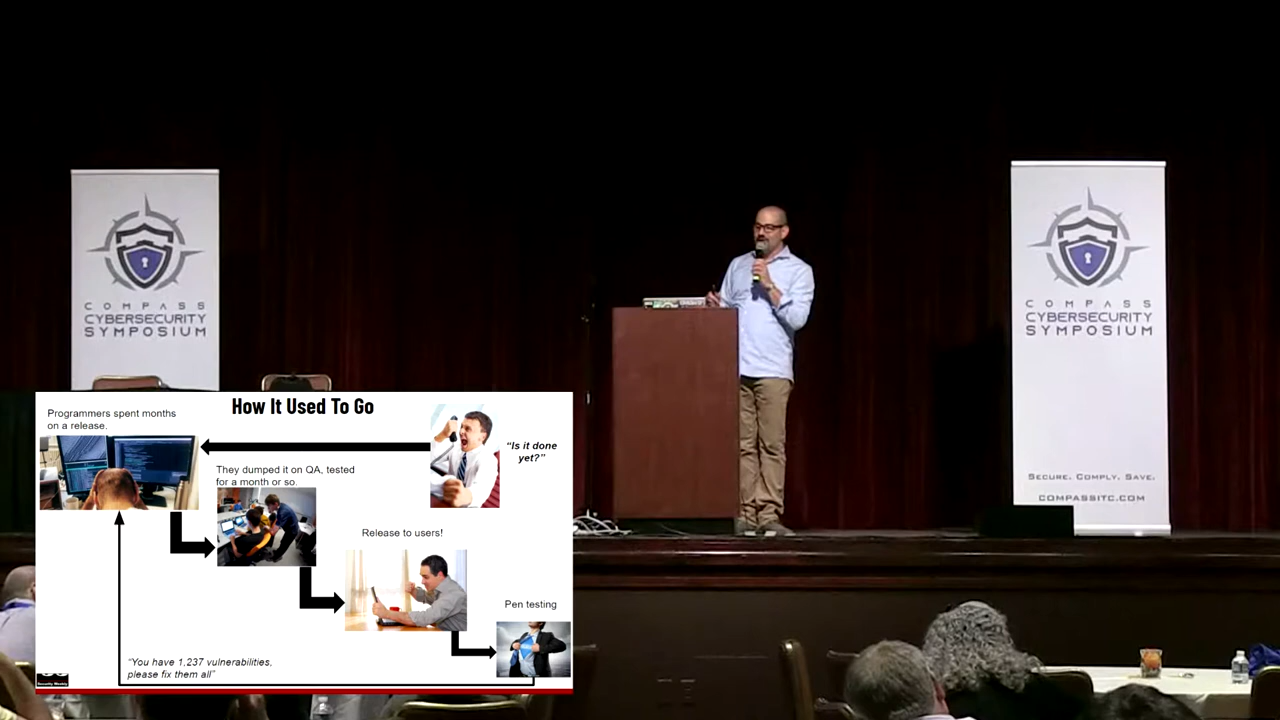 COMPASS
CYBERSECURITY
SYMPOSIUM
COMPASS
CYBERSECURITY
SYMPOSIUM
SECURE. COMPLY. SAVE.
COMPASSITC.COM
How It Used To Go
Programmers spent months
on a release.
"Is it done
yet?"
They dumped it on QA, tested
for a month or so.
Release to users!
Pen testing
"You have 1,237 vulnerabilities,
please fix them all"
Security Weekly